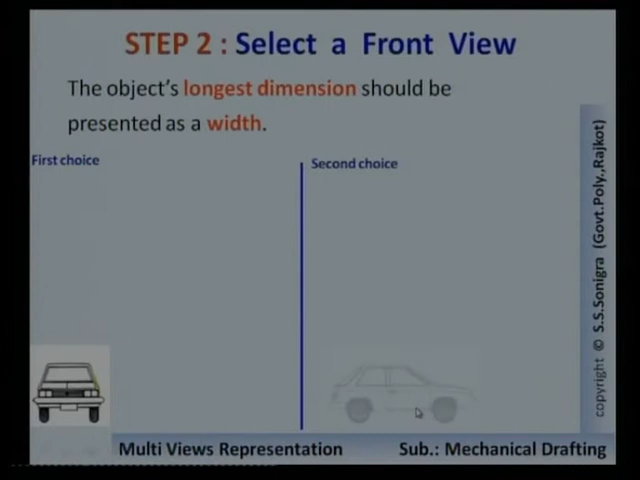 STEP 2 : Select a Front View
The object's longest dimension should be
presented as a width.
First choice
Second choice
copyright © S.S.Sonigra (Govt.Poly.,Rajkot)
Multi Views Representation
Sub.: Mechanical Drafting